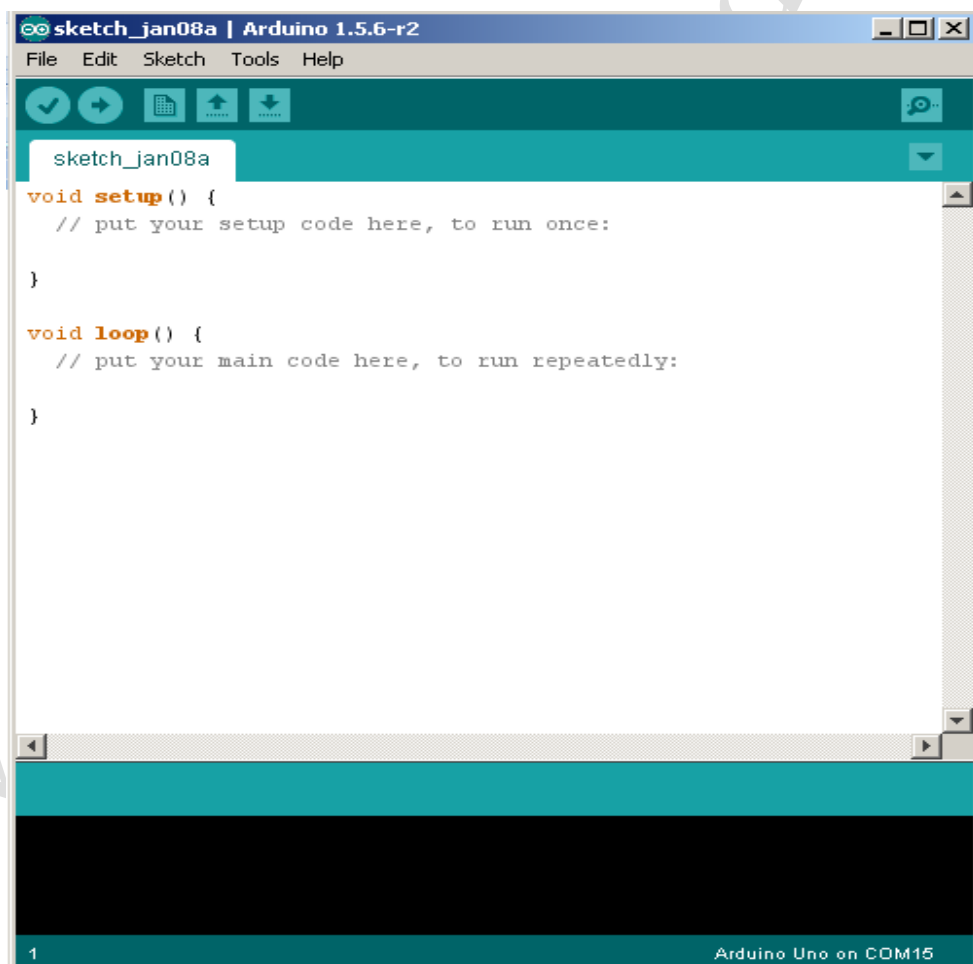 sketch_jan08a | Arduino 1.5.6-r2
File Edit Sketch Tools Help
sketch_jan08a
void setup() {
  // put your setup code here, to run once:
}
void loop() {
  // put your main code here, to run repeatedly:
}
1 Arduino Uno on COM15